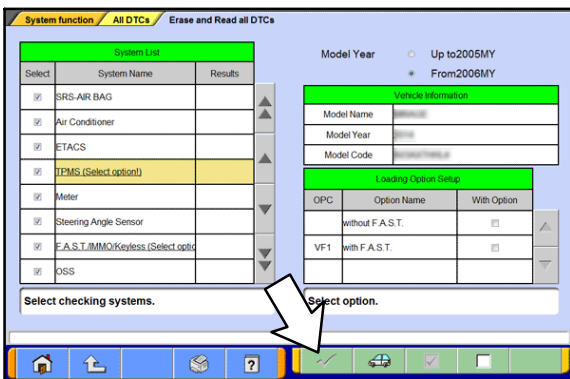 System function All DTCs Erase and Read all DTCs
System List
Select System Name Results
SRS-AIR BAG
Air Conditioner
ETACS
TPMS (Select option!)
Meter
Steering Angle Sensor
F.A.S.T./IMMO/Keyless (Select optic
OSS
Select checking systems.
Model Year Up to2005MY
From2006MY
Vehicle Information
Model Name
Model Year
Model Code
Loading Option Setup
OPC Option Name With Option
without F.A.S.T.
VF1 with F.A.S.T.
Select option.
?